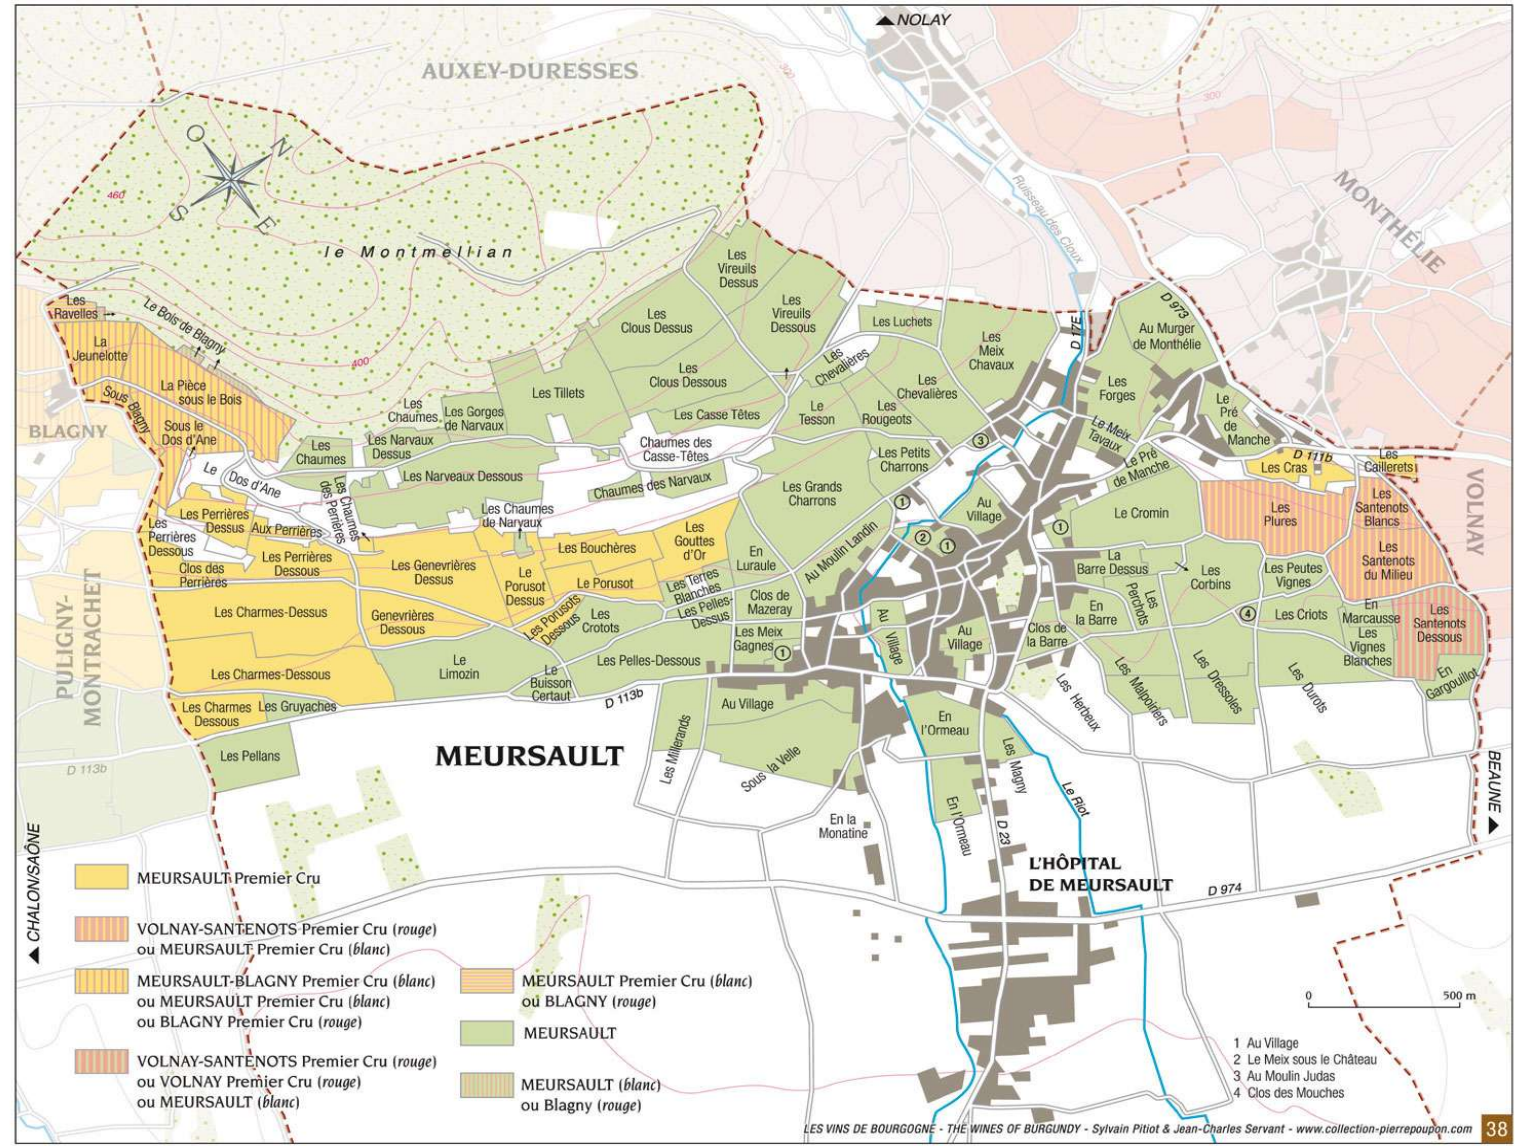 NOLAY
AUXEY-DURESSES
300
300
O
N
S
E
460
le Montmellian
Ruisseau des Cloux
MONTHÉLIE
Les
Vireuils
Dessus
Les
Vireuils
Dessous
Les
Clous Dessus
Les Luchets
Les
Meix
Chavaux
D 17E
D 973
Au Murger
de Monthélie
Les
Ravelles
Le Bois de Blagny
La
Jeunelotte
400
La Pièce
sous le Bois
Sous Blagny
Sous le
Dos d'Ane
BLAGNY
Les
Clous Dessous
Les
Chevalières
Les
Chevalières
Les
Forges
Les Tillets
Les Casse Têtes
Le
Tesson
Les
Rougeots
Le
Pré
de
Manche
Les
Chaumes
Les Gorges
de Narvaux
Les Narvaux
Dessus
Les
Chaumes
Chaumes des
Casse-Têtes
Les Petits
Charrons
3
Le Meix
Tavaux
Le Pré
de Manche
D 111b
Les Cras
Les
Caillerets
VOLNAY
Le
Dos d'Ane
Les Narveaux Dessous
Chaumes des Narvaux
Les Grands
Charrons
1
Au
Village
Le Cromin
Les
Plures
Les
Santenots
Blancs
Les Chaumes
des Perrières
Les Chaumes
de Narvaux
Les Perrières
Dessus
Aux Perrières
Les
Perrières
Dessous
Les Perrières
Dessous
Clos des
Perrières
Les Genevrières
Dessus
Les Bouchères
Les
Gouttes
d'Or
En
Luraule
Au Moulin Landin
2
1
1
La
Barre Dessus
Les
Corbins
Les Peutes
Vignes
Les
Santenots
du Milieu
Le
Porusot
Dessus
Le Porusot
Les Terres
Blanches
Clos de
Mazeray
Les Charmes-Dessus
Genevrières
Dessous
Les Porusots
Dessous
Les
Crotots
Les Pelles-
Dessus
Les Meix
Gagnes
1
Au
Village
Au
Village
Clos de
la Barre
En
la Barre
Les
Perchots
4
Les Criots
En
Marcausse
Les
Vignes
Blanches
Les
Santenots
Dessous
En
Gargouillot
PULIGNY-
MONTRACHET
Les Charmes-Dessous
Le
Limozin
Le
Buisson
Certaut
Les Pelles-Dessous
D 113b
Les Charmes
Dessous
Les Gruyaches
Les Pellans
D 113b
Au Village
Les Millerands
Sous la Velle
En
l'Ormeau
Les Magny
Les Herbeux
Les Malpoiriers
Les Dressoles
Les Durots
MEURSAULT
En la
Monatine
En l'Ormeau
D 23
Le Riot
L'HÔPITAL
DE MEURSAULT
D 974
BEAUNE
CHALON/SAÔNE
MEURSAULT Premier Cru
VOLNAY-SANTENOTS Premier Cru (rouge)
ou MEURSAULT Premier Cru (blanc)
MEURSAULT-BLAGNY Premier Cru (blanc)
ou MEURSAULT Premier Cru (blanc)
ou BLAGNY Premier Cru (rouge)
VOLNAY-SANTENOTS Premier Cru (rouge)
ou VOLNAY Premier Cru (rouge)
ou MEURSAULT (blanc)
MEURSAULT Premier Cru (blanc)
ou BLAGNY (rouge)
MEURSAULT
MEURSAULT (blanc)
ou Blagny (rouge)
0 500 m
1 Au Village
2 Le Meix sous le Château
3 Au Moulin Judas
4 Clos des Mouches
LES VINS DE BOURGOGNE - THE WINES OF BURGUNDY - Sylvain Pitiot & Jean-Charles Servant - www.collection-pierrepoupon.com
38